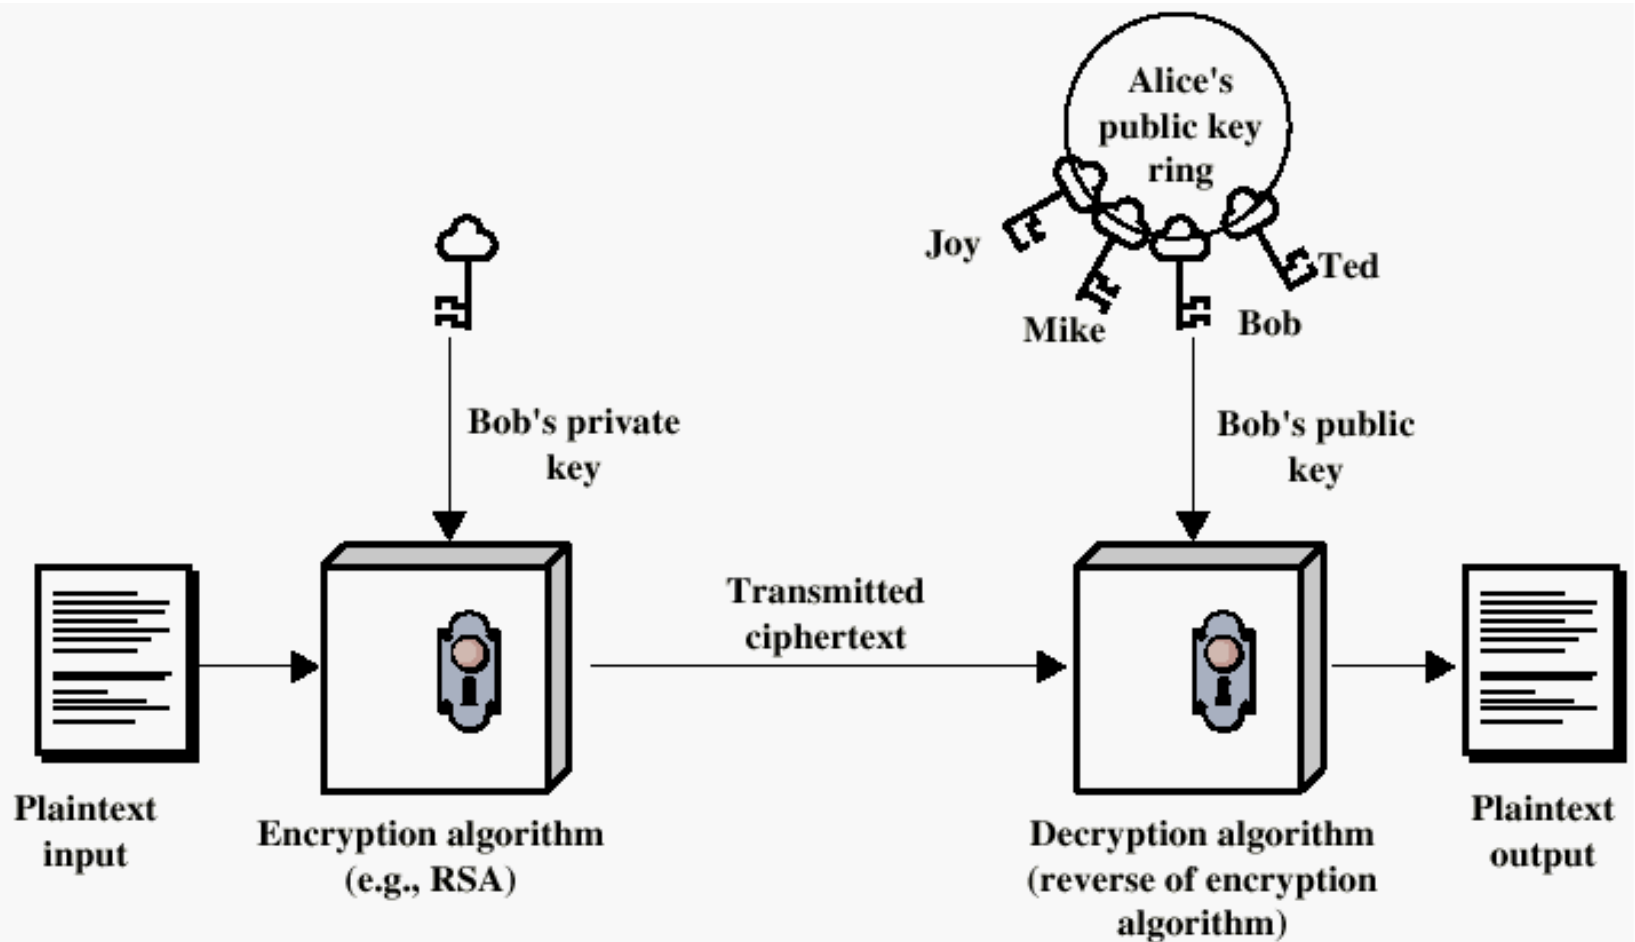 Alice's
public key
ring
Joy
Mike
Bob
Ted
Bob's private
key
Bob's public
key
Transmitted
ciphertext
Plaintext
input
Encryption algorithm
(e.g., RSA)
Decryption algorithm
(reverse of encryption
algorithm)
Plaintext
output